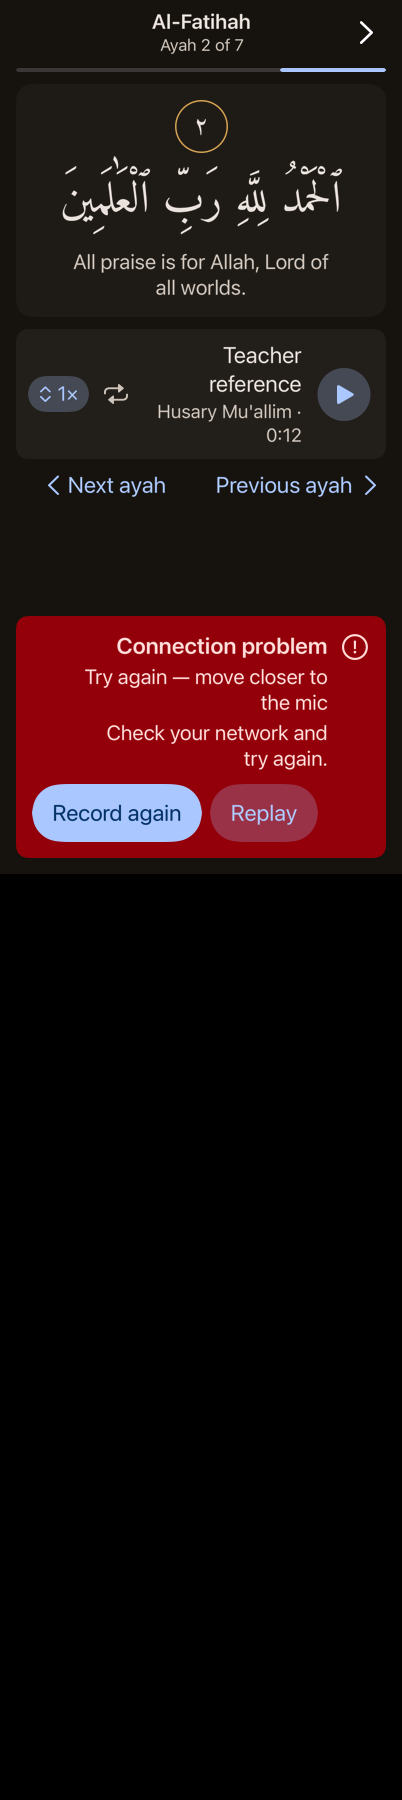 Al-Fatihah
Ayah 2 of 7
٢
ٱلْحَمْدُ لِلَّهِ رَبِّ ٱلْعَٰلَمِينَ
All praise is for Allah, Lord of
all worlds.
Teacher
reference
Husary Mu'allim ·
0:12
1×
Previous ayah
Next ayah
Connection problem
Try again — move closer to
the mic
Check your network and
try again.
Record again
Replay